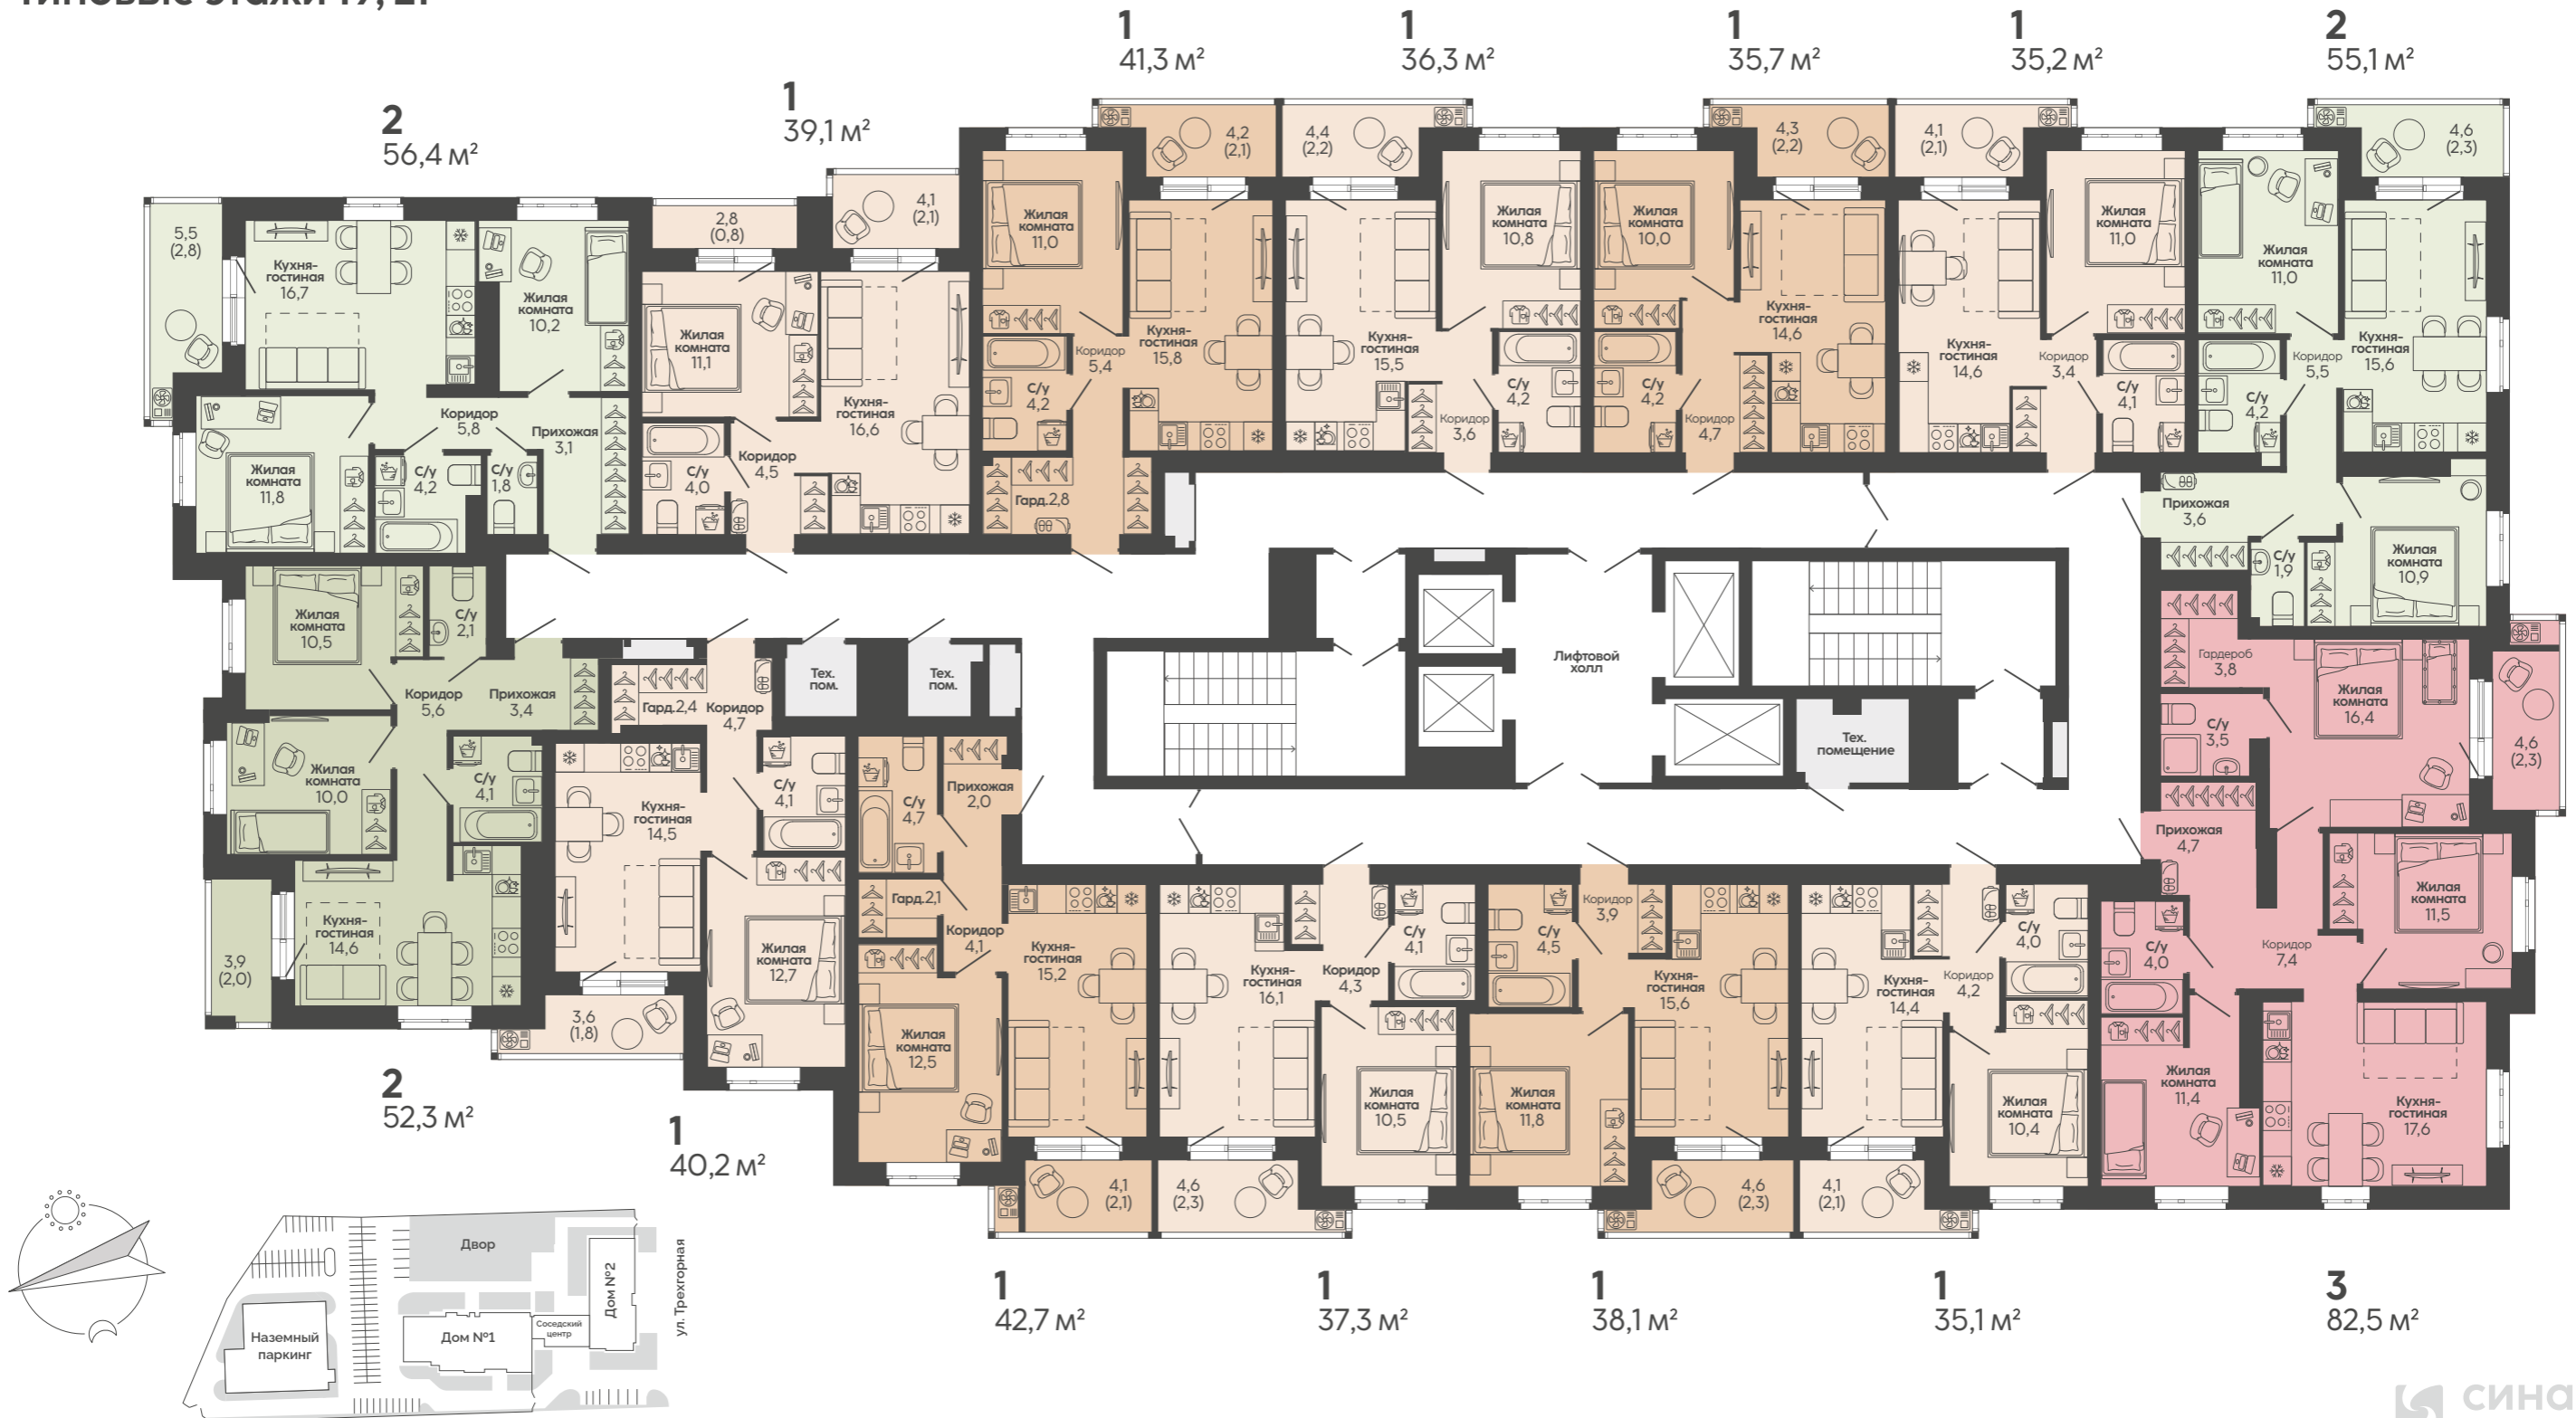 1
41,3 м²
1
36,3 м²
1
35,7 м²
1
35,2 м²
2
55,1 м²
2
56,4 м²
1
39,1 м²
5,5
(2,8)
Кухня-
гостиная
16,7
Жилая
комната
10,2
Жилая
комната
11,8
Коридор
5,8
Прихожая
3,1
С/у
4,2
С/у
1,8
2,8
(0,8)
4,1
(2,1)
Жилая
комната
11,1
Кухня-
гостиная
16,6
Коридор
4,5
С/у
4,0
4,2
(2,1)
Жилая
комната
11,0
Кухня-
гостиная
15,8
Коридор
5,4
С/у
4,2
Гард.2,8
4,4
(2,2)
Жилая
комната
10,8
Кухня-
гостиная
15,5
С/у
4,2
Коридор
3,6
4,3
(2,2)
Жилая
комната
10,0
Кухня-
гостиная
14,6
С/у
4,2
Коридор
4,7
4,1
(2,1)
Жилая
комната
11,0
Кухня-
гостиная
14,6
Коридор
3,4
С/у
4,1
4,6
(2,3)
Жилая
комната
11,0
Кухня-
гостиная
15,6
Коридор
5,5
С/у
4,2
Прихожая
3,6
С/у
1,9
Жилая
комната
10,9
Жилая
комната
10,5
С/у
2,1
Коридор
5,6
Прихожая
3,4
Жилая
комната
10,0
С/у
4,1
Кухня-
гостиная
14,6
3,9
(2,0)
Гард.2,4
Коридор
4,7
Кухня-
гостиная
14,5
С/у
4,1
Жилая
комната
12,7
3,6
(1,8)
Тех.
пом.
Тех.
пом.
Лифтовой
холл
Тех.
помещение
С/у
4,7
Прихожая
2,0
Гард.2,1
Коридор
4,1
Кухня-
гостиная
15,2
Жилая
комната
12,5
4,1
(2,1)
Кухня-
гостиная
16,1
Коридор
4,3
С/у
4,1
Жилая
комната
10,5
4,6
(2,3)
С/у
4,5
Коридор
3,9
Кухня-
гостиная
15,6
Жилая
комната
11,8
4,6
(2,3)
Кухня-
гостиная
14,4
Коридор
4,2
С/у
4,0
Жилая
комната
10,4
4,1
(2,1)
Гардероб
3,8
Жилая
комната
16,4
С/у
3,5
4,6
(2,3)
Прихожая
4,7
Жилая
комната
11,5
С/у
4,0
Коридор
7,4
Жилая
комната
11,4
Кухня-
гостиная
17,6
2
52,3 м²
1
40,2 м²
1
42,7 м²
1
37,3 м²
1
38,1 м²
1
35,1 м²
3
82,5 м²
Двор
Дом №2
ул. Трехгорная
Соседский
центр
Дом №1
Наземный
паркинг
сина